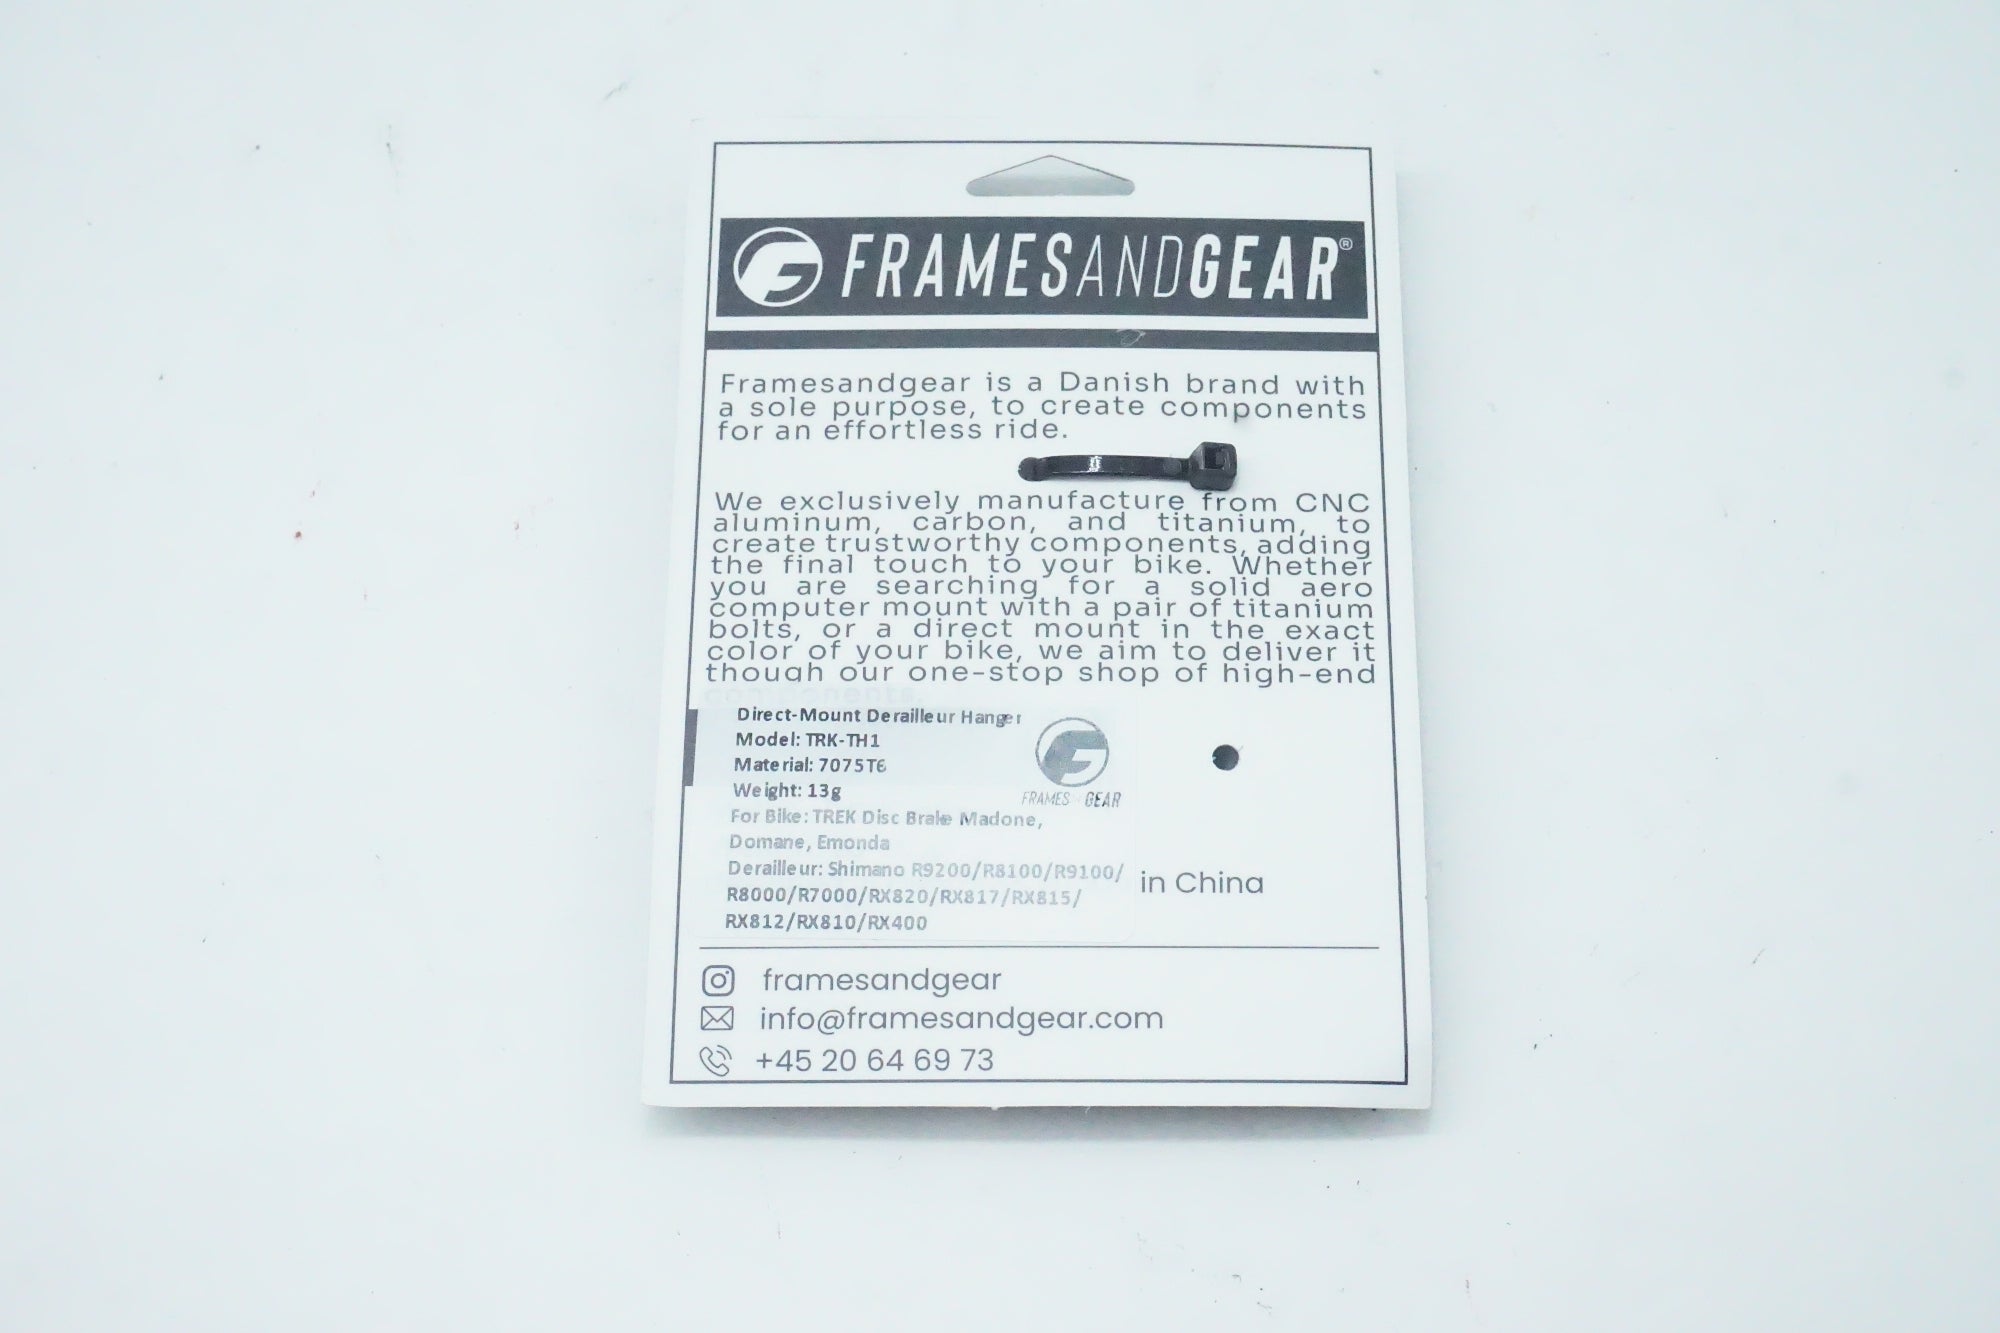 FRAMESANDGEAR®
Framesandgear is a Danish brand with
a sole purpose, to create components
for an effortless ride.
We exclusively manufacture from CNC
aluminum, carbon, and titanium, to
create trustworthy components, adding
the final touch to your bike. Whether
you are searching for a solid aero
computer mount with a pair of titanium
bolts, or a direct mount in the exact
color of your bike, we aim to deliver it
though our one-stop shop of high-end
components.
Direct-Mount Derailleur Hanger
Model: TRK-TH1
Material: 7075T6
Weight: 13g
FRAMES GEAR
For Bike: TREK Disc Brake Madone,
Domane, Emonda
Derailleur: Shimano R9200/R8100/R9100/
R8000/R7000/RX820/RX817/RX815/
RX812/RX810/RX400
in China
framesandgear
info@framesandgear.com
+45 20 64 69 73